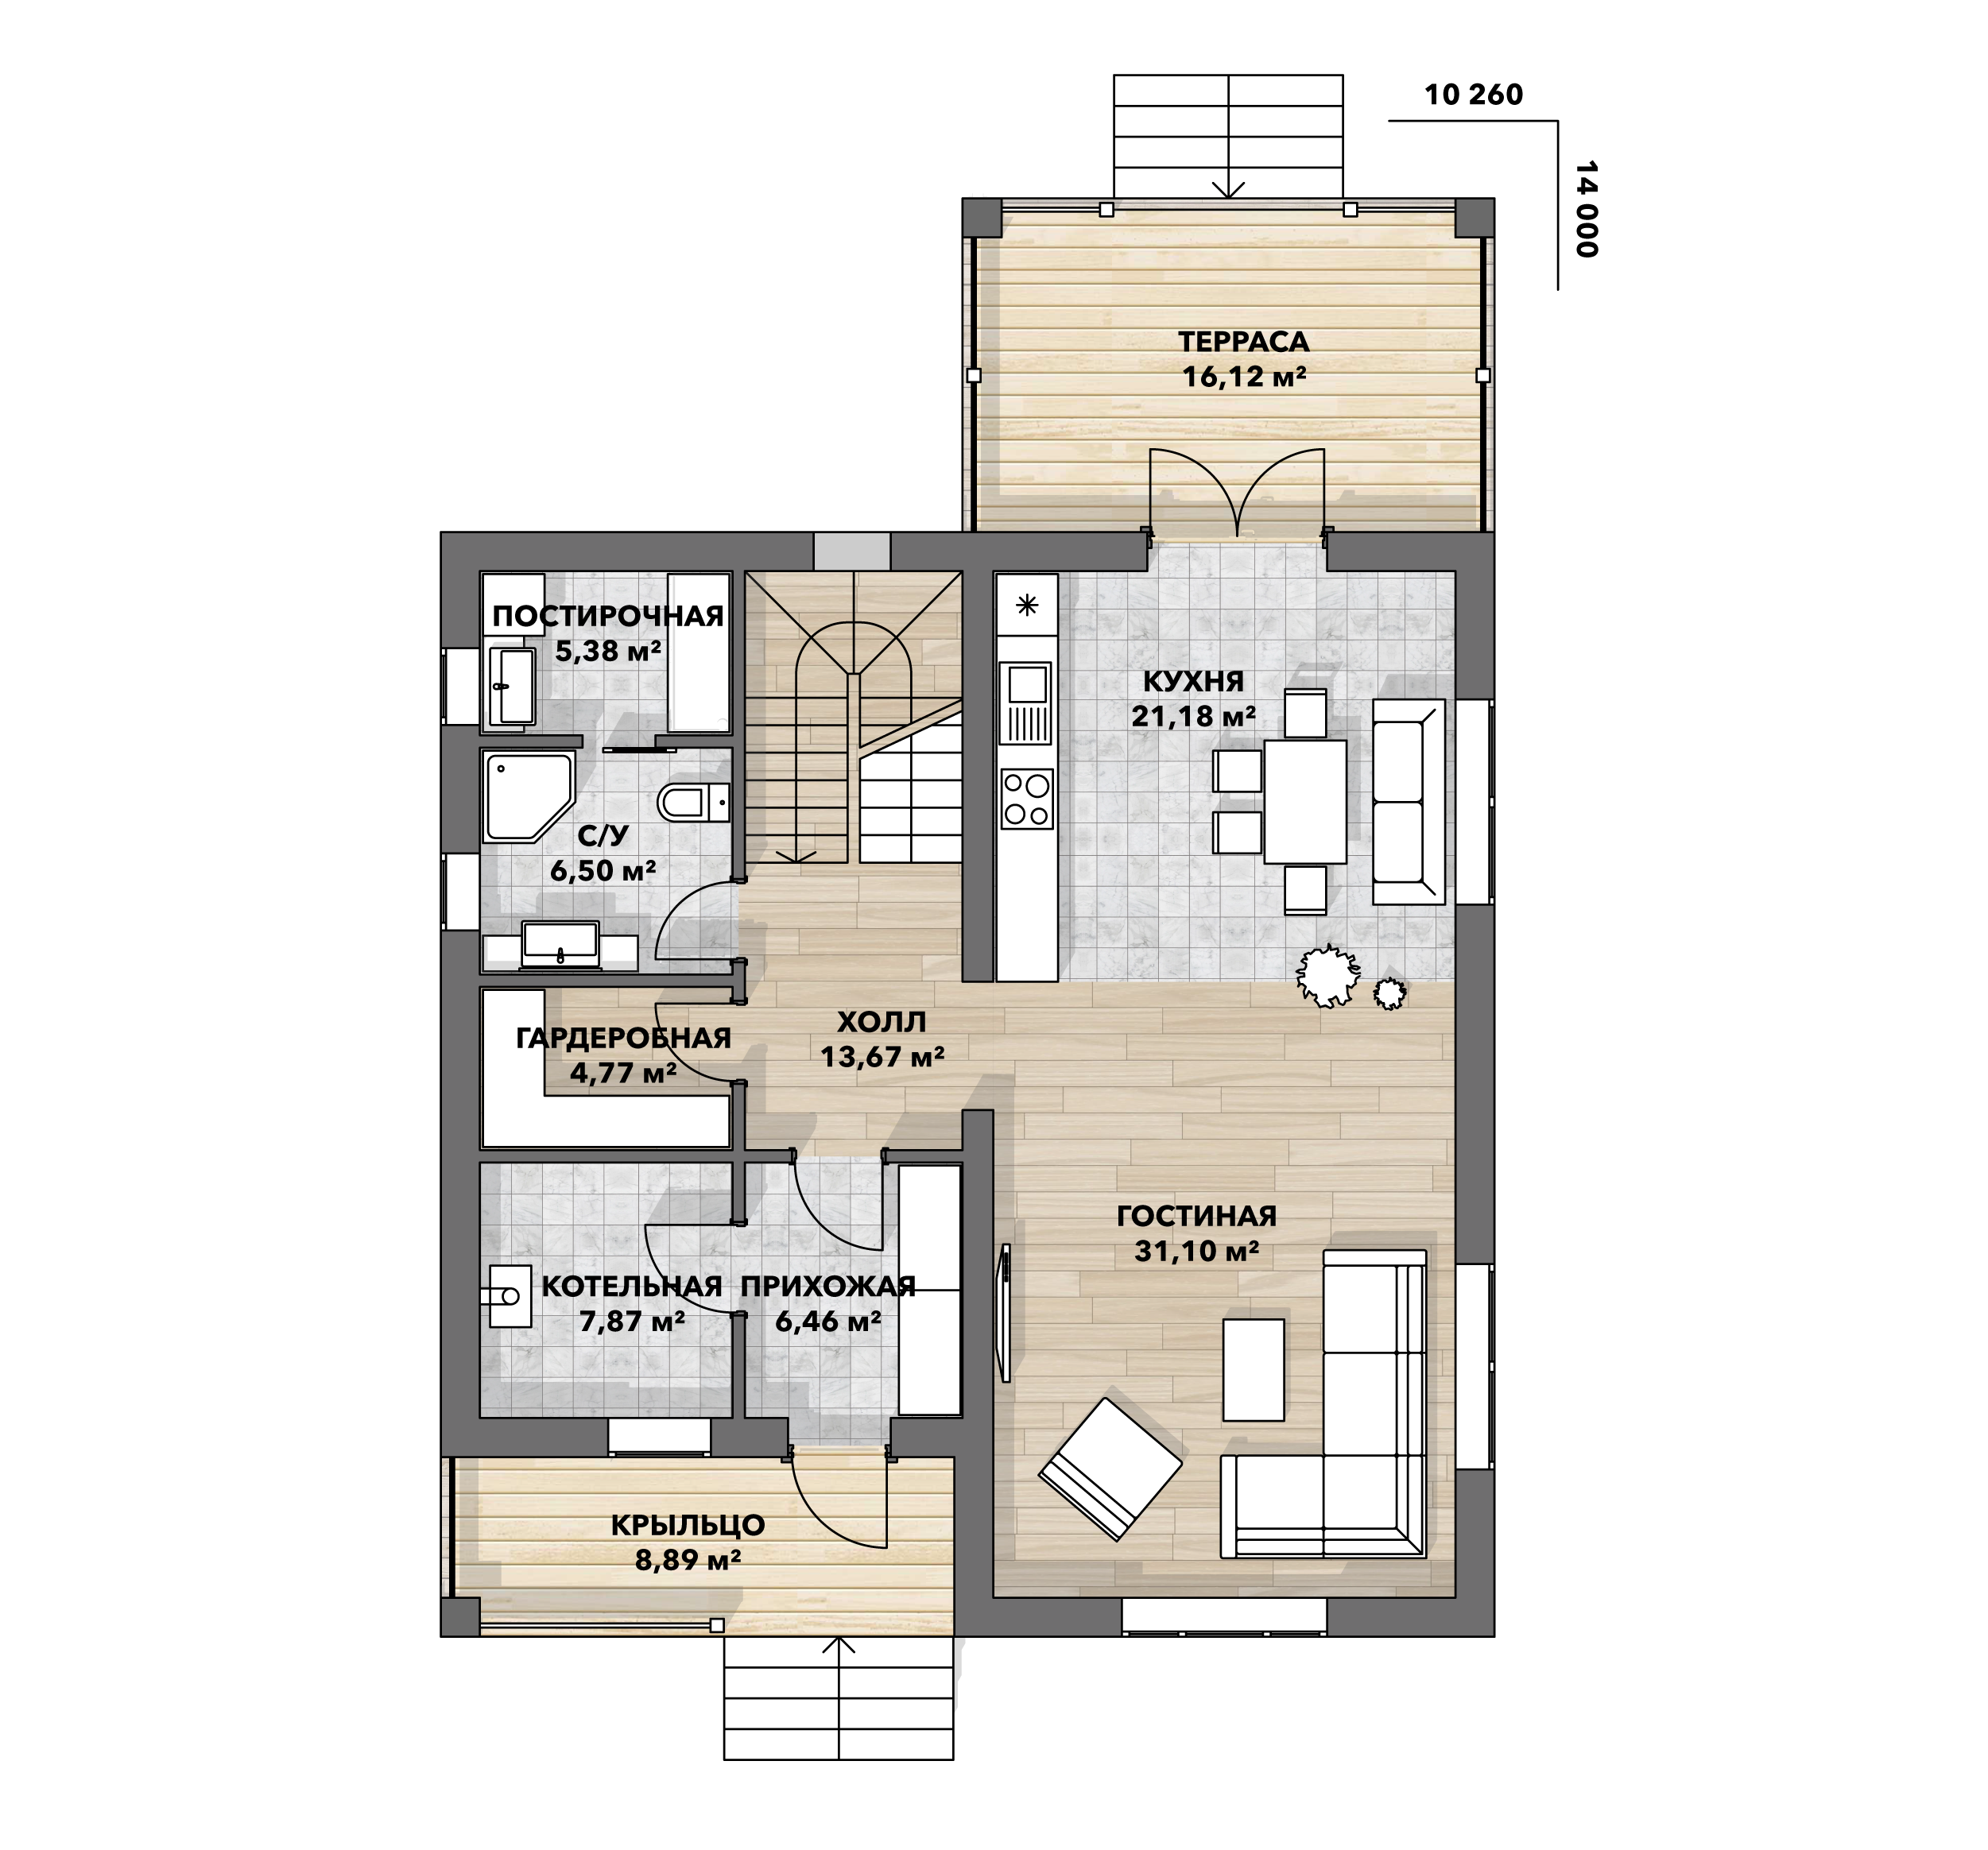 10 260
14 000
ТЕРРАСА
16,12 м²
ПОСТИРОЧНАЯ
5,38 м²
КУХНЯ
21,18 м²
С/У
6,50 м²
ХОЛЛ
13,67 м²
ГАРДЕРОБНАЯ
4,77 м²
ГОСТИНАЯ
31,10 м²
КОТЕЛЬНАЯ
7,87 м²
ПРИХОЖАЯ
6,46 м²
КРЫЛЬЦО
8,89 м²